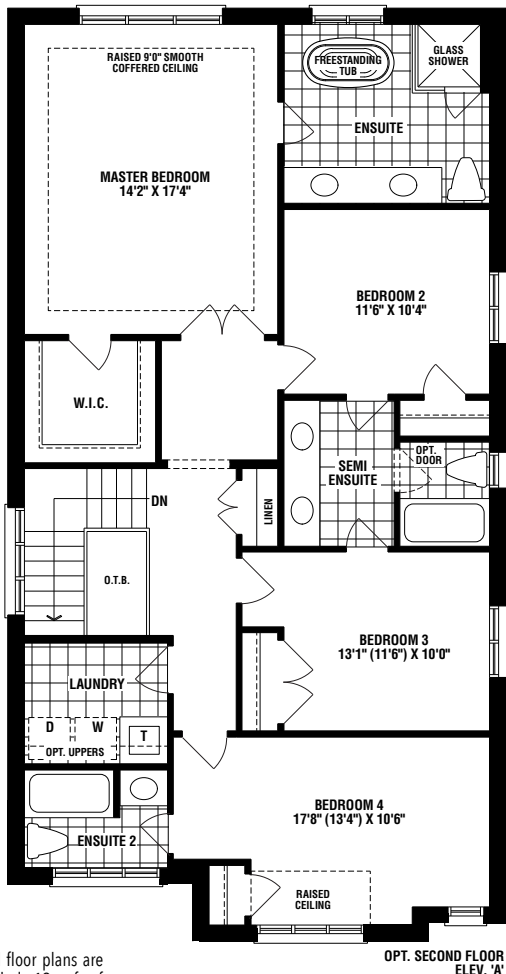 RAISED 9'0" SMOOTH
COFFERED CEILING
FREESTANDING
TUB
GLASS
SHOWER
ENSUITE
MASTER BEDROOM
14'2" X 17'4"
BEDROOM 2
11'6" X 10'4"
W.I.C.
SEMI
ENSUITE
OPT.
DOOR
DN
LINEN
O.T.B.
BEDROOM 3
13'1" (11'6") X 10'0"
LAUNDRY
D
W
T
OPT. UPPERS
BEDROOM 4
17'8" (13'4") X 10'6"
ENSUITE 2
RAISED
CEILING
floor plans are
OPT. SECOND FLOOR
ELEV. 'A'